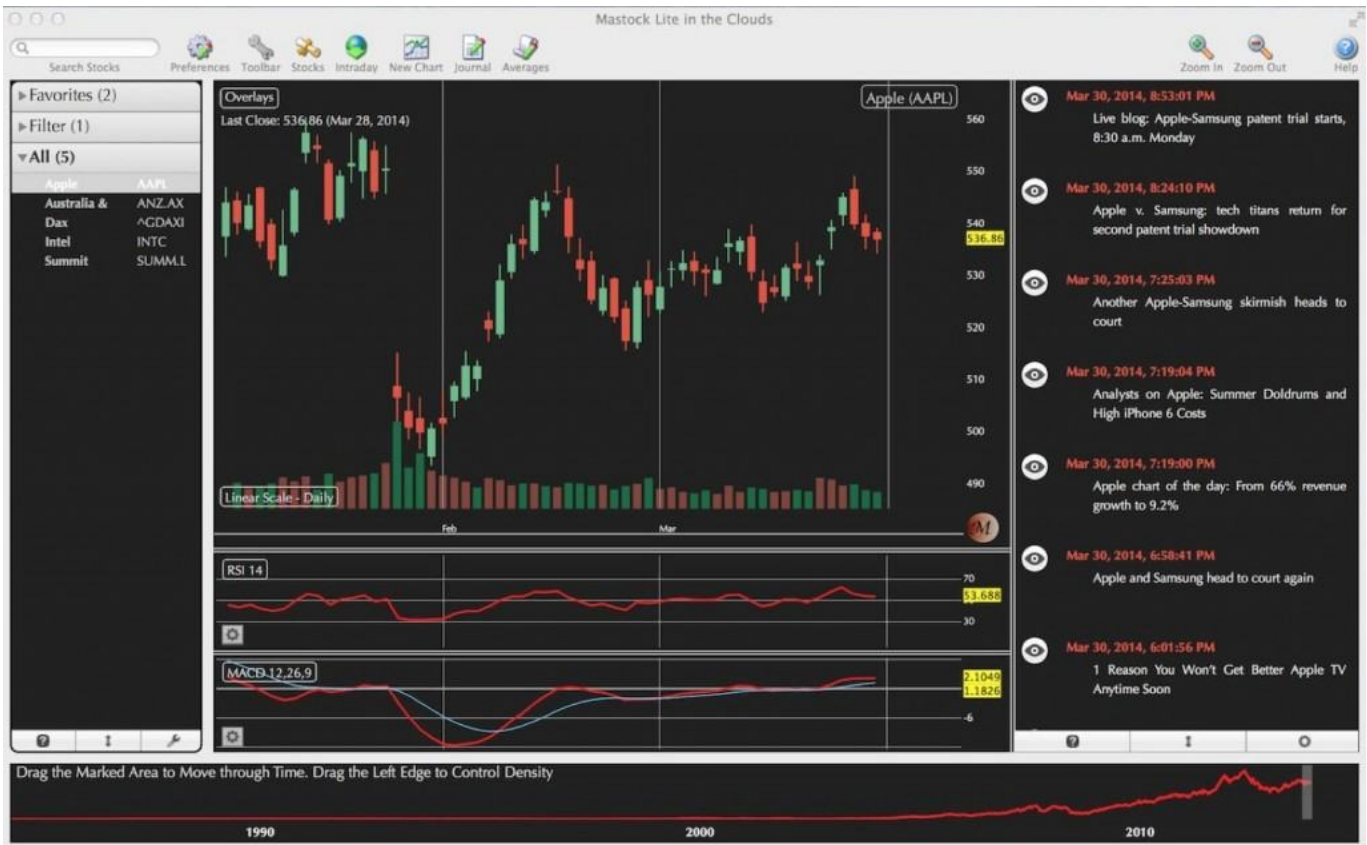 Mastock Lite in the Clouds
Search Stocks
Preferences
Toolbar
Stocks
Intraday
New Chart
Journal
Averages
Zoom In
Zoom Out
Help
Favorites (2)
Filter (1)
All (5)
Apple AAPL
Australia & ANZ.AX
Dax ^GDAXI
Intel INTC
Summit SUMM.L
Overlays
Apple (AAPL)
Last Close: 536.86 (Mar 28, 2014)
560
550
540
536.86
530
520
510
500
490
Linear Scale - Daily
Feb
Mar
M
RSI 14
70
53.688
30
MACD 12,26,9
2.1049
1.1826
-6
Mar 30, 2014, 8:53:01 PM
Live blog: Apple-Samsung patent trial starts,
8:30 a.m. Monday
Mar 30, 2014, 8:24:10 PM
Apple v. Samsung: tech titans return for
second patent trial showdown
Mar 30, 2014, 7:25:03 PM
Another Apple-Samsung skirmish heads to
court
Mar 30, 2014, 7:19:04 PM
Analysts on Apple: Summer Doldrums and
High iPhone 6 Costs
Mar 30, 2014, 7:19:00 PM
Apple chart of the day: From 66% revenue
growth to 9.2%
Mar 30, 2014, 6:58:41 PM
Apple and Samsung head to court again
Mar 30, 2014, 6:01:56 PM
1 Reason You Won't Get Better Apple TV
Anytime Soon
Drag the Marked Area to Move through Time. Drag the Left Edge to Control Density
1990
2000
2010